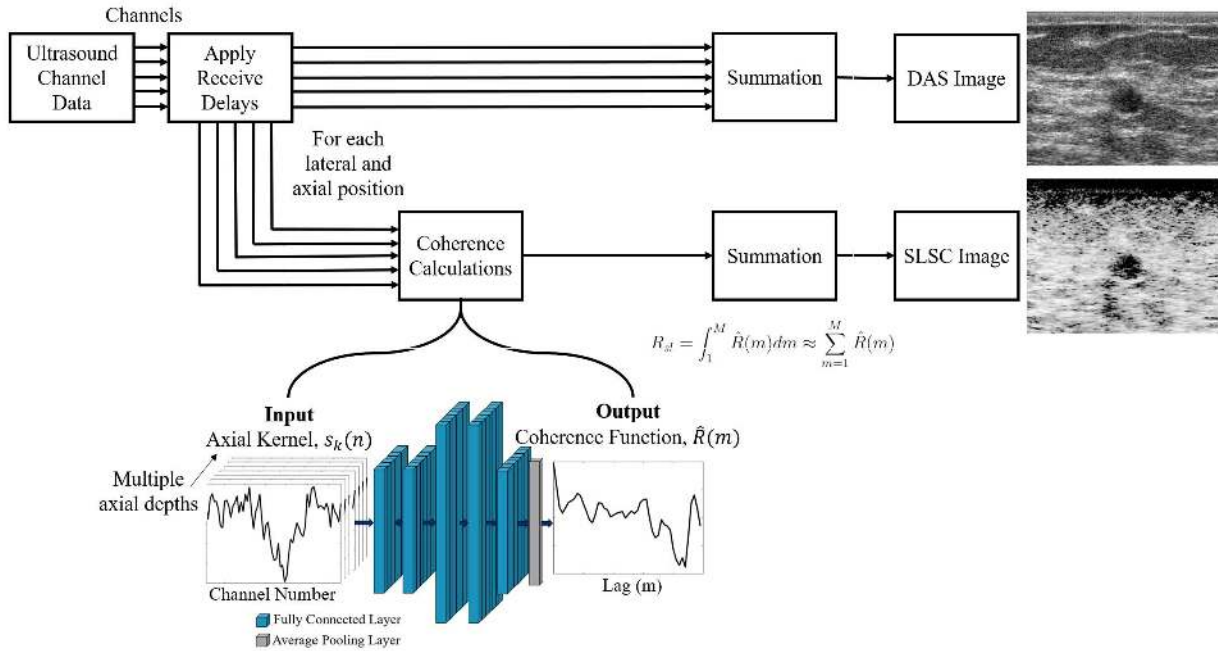 Channels
Ultrasound
Channel
Data
Apply
Receive
Delays
Summation
DAS Image
For each
lateral and
axial position
Coherence
Calculations
Summation
SLSC Image
R_{sl} = \int_1^M \hat{R}(m)dm ≈ \sum_{m=1}^{M} \hat{R}(m)
Input
Axial Kernel, s_k(n)
Multiple
axial depths
Channel Number
Output
Coherence Function, \hat{R}(m)
Lag (m)
Fully Connected Layer
Average Pooling Layer